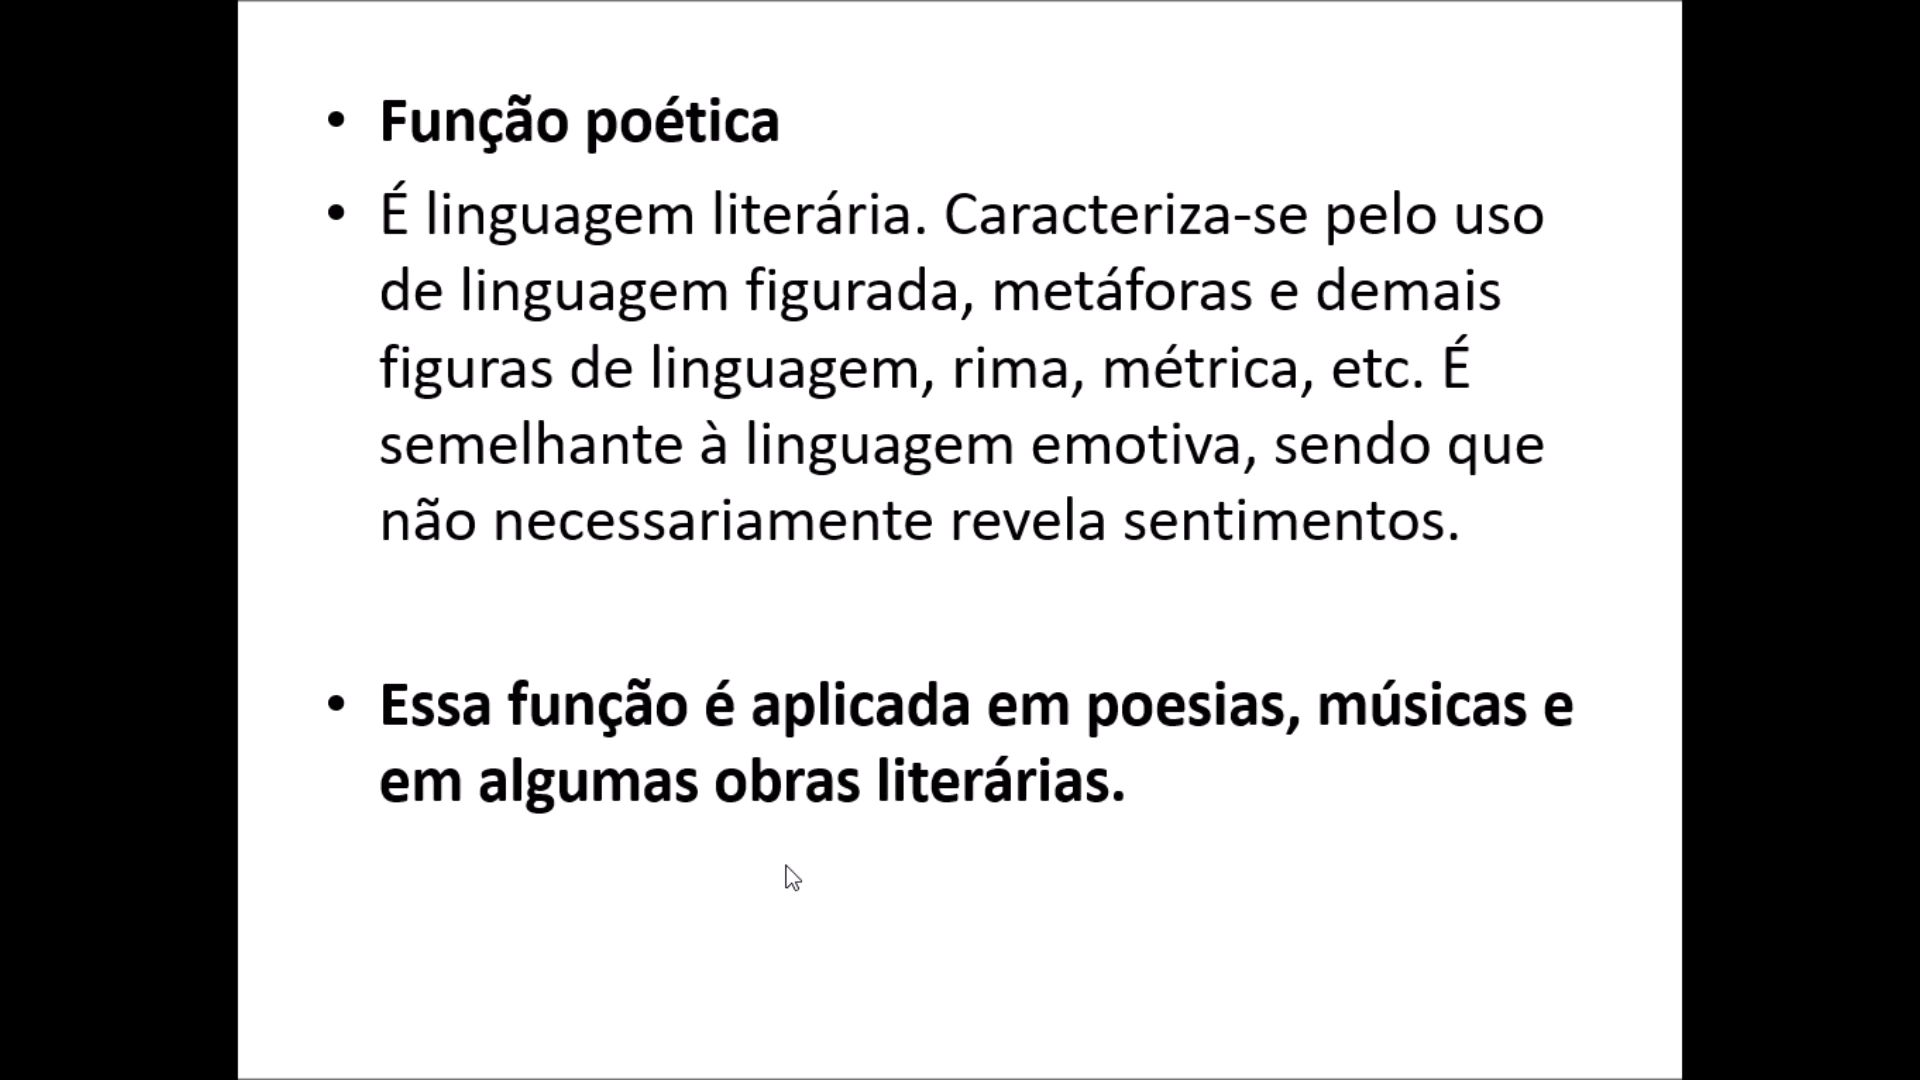 • Função poética
• É linguagem literária. Caracteriza-se pelo uso
de linguagem figurada, metáforas e demais
figuras de linguagem, rima, métrica, etc. É
semelhante à linguagem emotiva, sendo que
não necessariamente revela sentimentos.
• Essa função é aplicada em poesias, músicas e
em algumas obras literárias.